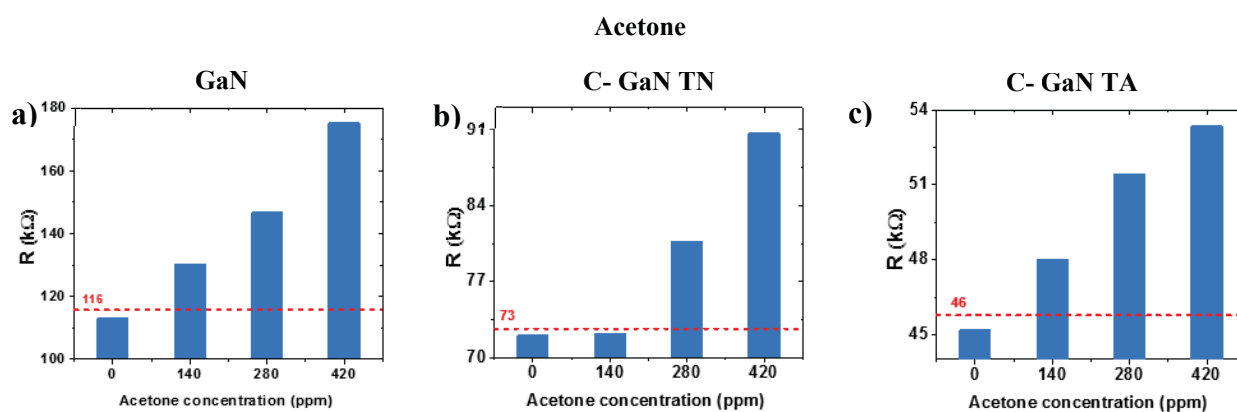 Acetone
GaN
C- GaN TN
C- GaN TA
a)
R (kΩ)
180
160
140
120
100
116
0 140 280 420
Acetone concentration (ppm)
b)
R (kΩ)
91
84
77
70
73
0 140 280 420
Acetone concentration (ppm)
c)
R (kΩ)
54
51
48
45
46
0 140 280 420
Acetone concentration (ppm)